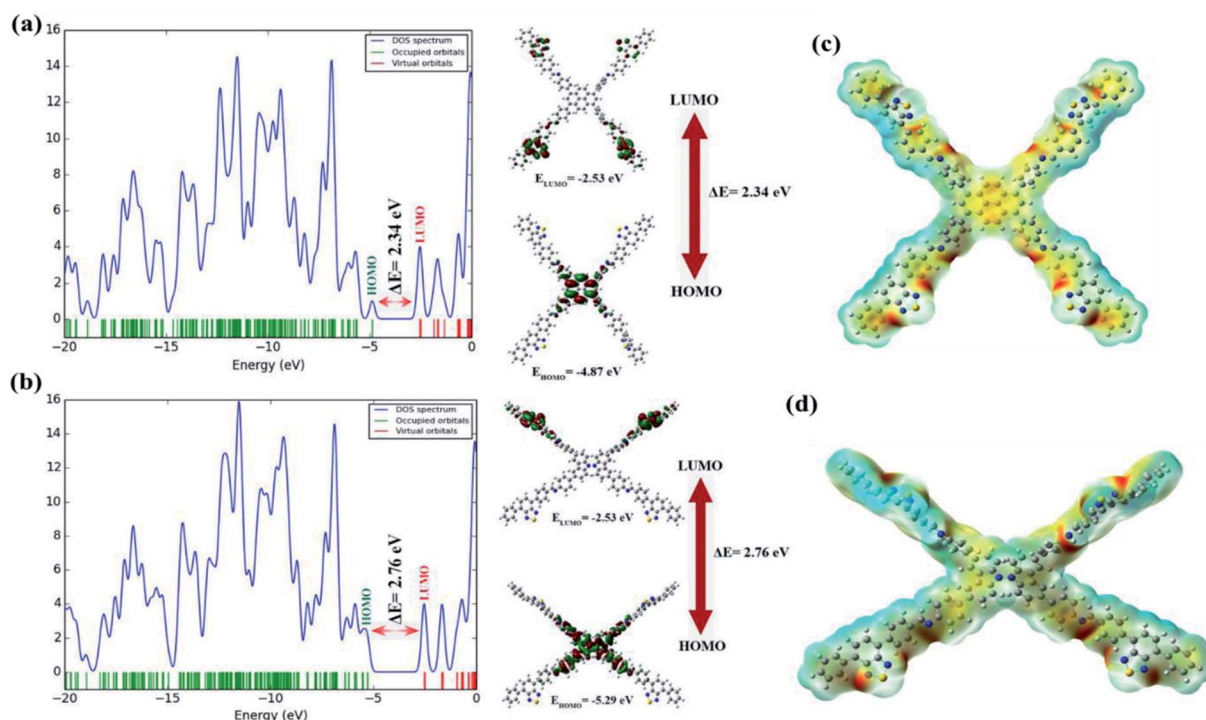 (a)
16
14
12
10
8
6
4
2
0
DOS spectrum
Occupied orbitals
Virtual orbitals
HOMO
ΔE= 2.34 eV
LUMO
−20
−15
−10
−5
0
Energy (eV)
E_LUMO= -2.53 eV
E_HOMO= -4.87 eV
LUMO
ΔE= 2.34 eV
HOMO
(c)
(b)
16
14
12
10
8
6
4
2
0
DOS spectrum
Occupied orbitals
Virtual orbitals
HOMO
ΔE= 2.76 eV
LUMO
−20
−15
−10
−5
0
Energy (eV)
E_LUMO= -2.53 eV
E_HOMO= -5.29 eV
LUMO
ΔE= 2.76 eV
HOMO
(d)